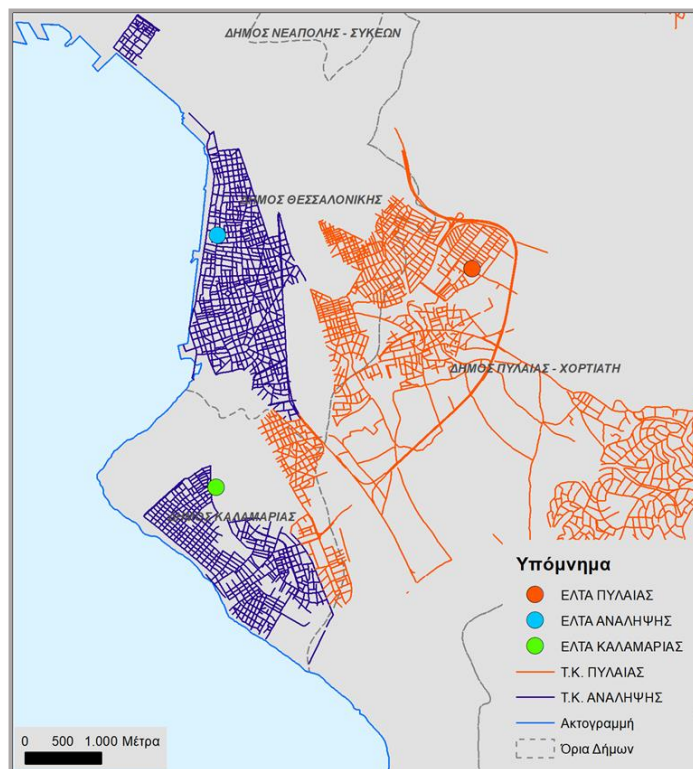 ΔΗΜΟΣ ΝΕΑΠΟΛΗΣ - ΣΥΚΕΩΝ
ΔΗΜΟΣ ΘΕΣΣΑΛΟΝΙΚΗΣ
ΔΗΜΟΣ ΠΥΛΑΙΑΣ - ΧΟΡΤΙΑΤΗ
ΔΗΜΟΣ ΚΑΛΑΜΑΡΙΑΣ
Υπόμνημα
ΕΛΤΑ ΠΥΛΑΙΑΣ
ΕΛΤΑ ΑΝΑΛΗΨΗΣ
ΕΛΤΑ ΚΑΛΑΜΑΡΙΑΣ
Τ.Κ. ΠΥΛΑΙΑΣ
Τ.Κ. ΑΝΑΛΗΨΗΣ
Ακτογραμμή
Όρια Δήμων
0 500 1.000 Μέτρα